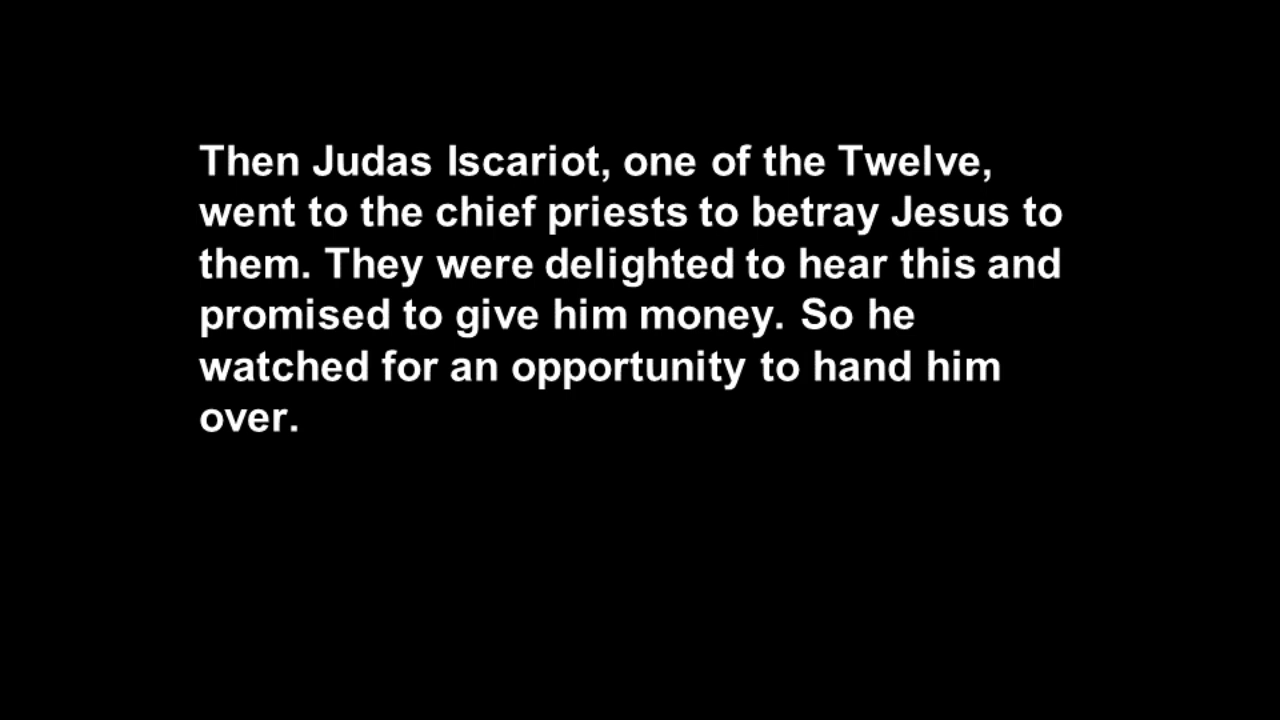 Then Judas Iscariot, one of the Twelve,
went to the chief priests to betray Jesus to
them. They were delighted to hear this and
promised to give him money. So he
watched for an opportunity to hand him
over.